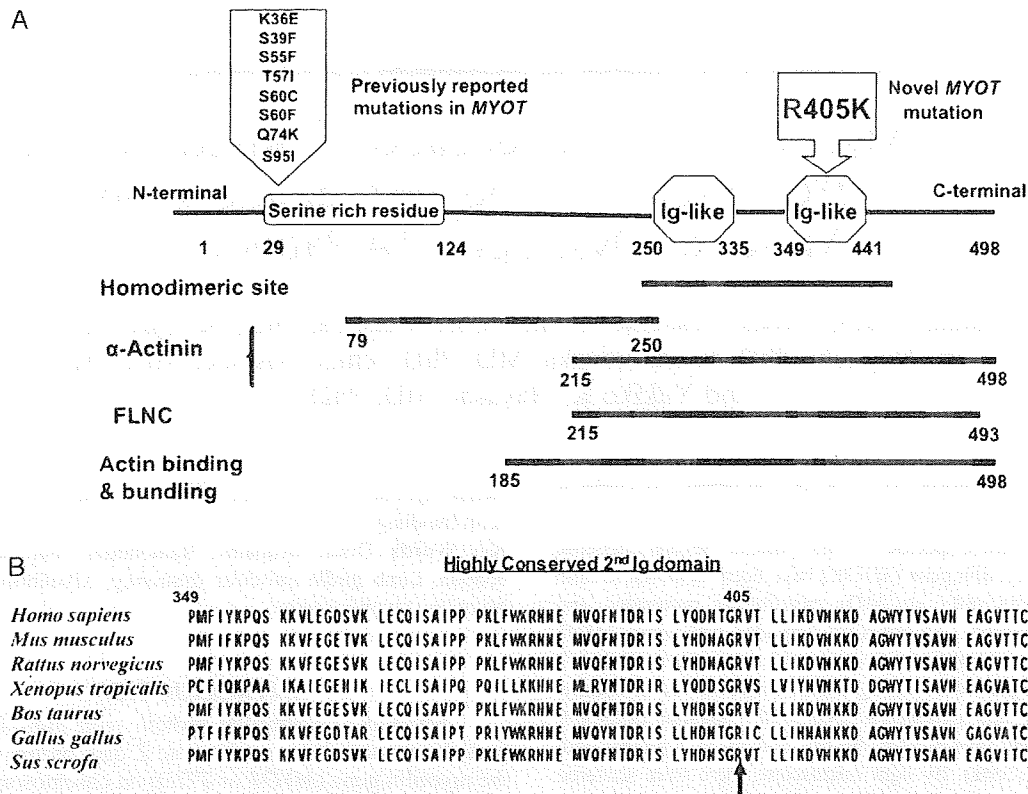 A
K36E
S39F
S55F
T57I
S60C
S60F
Q74K
S95I
Previously reported
mutations in MYOT
R405K
Novel MYOT
mutation
N-terminal
C-terminal
Serine rich residue
Ig-like
Ig-like
1 29 124 250 335 349 441 498
Homodimeric site
α-Actinin
79 250
215 498
FLNC
215 493
Actin binding
& bundling
185 498
B
Highly Conserved 2nd Ig domain
349 405
Homo sapiens PMFIYKPQS KKVLEGDSVK LECQISAIPP PKLFWKRNNE MVQFNTDRIS LYQDNTGRVT LLIKDVNKKD AGWYTVSAVN EAGVTTC
Mus musculus PMFIFKPQS KKVFEGETVK LECQISAIPP PKLFWKRNNE MVQFNTDRIS LYHDNAGRVT LLIKDVNKKD AGWYTVSAVN EAGVTTC
Rattus norvegicus PMFIYKPQS KKVFEGESVK LECQISAIPP PKLFWKRNNE MVQFNTDRIS LYHDNAGRVT LLIKDVNKKD AGWYTVSAVN EAGVTTC
Xenopus tropicalis PCFIQKPAA IKAIEGENIK IECLISAIPQ PQILLKKNNE MLRYNTDRIR LYQDDSGRVS LVIYNVNKTD DGWYTISAVN EAGVATC
Bos taurus PMFIYKPQS KKVFEGESVK LECQISAVPP PKLFWKRNNE MVQFNTDRIS LYHDNSGRVT LLIKDVNKKD AGWYTVSAVN EAGVTTC
Gallus gallus PTFIFKPQS KKVFEGDTAR LECQISAIPT PRIYWKRNNE MVQYNTDRIS LLHDNTGRIC LLIHNANKKD AGWYTVSAVN GAGVATC
Sus scrofa PMFIYKPQS KKVFEGESVK LECQISAIPP PKLFWKRNNE MVQFNTDRIS LYHDNSGRVT LLIKDVNKKD AGWYTVSAAN EAGVTTC